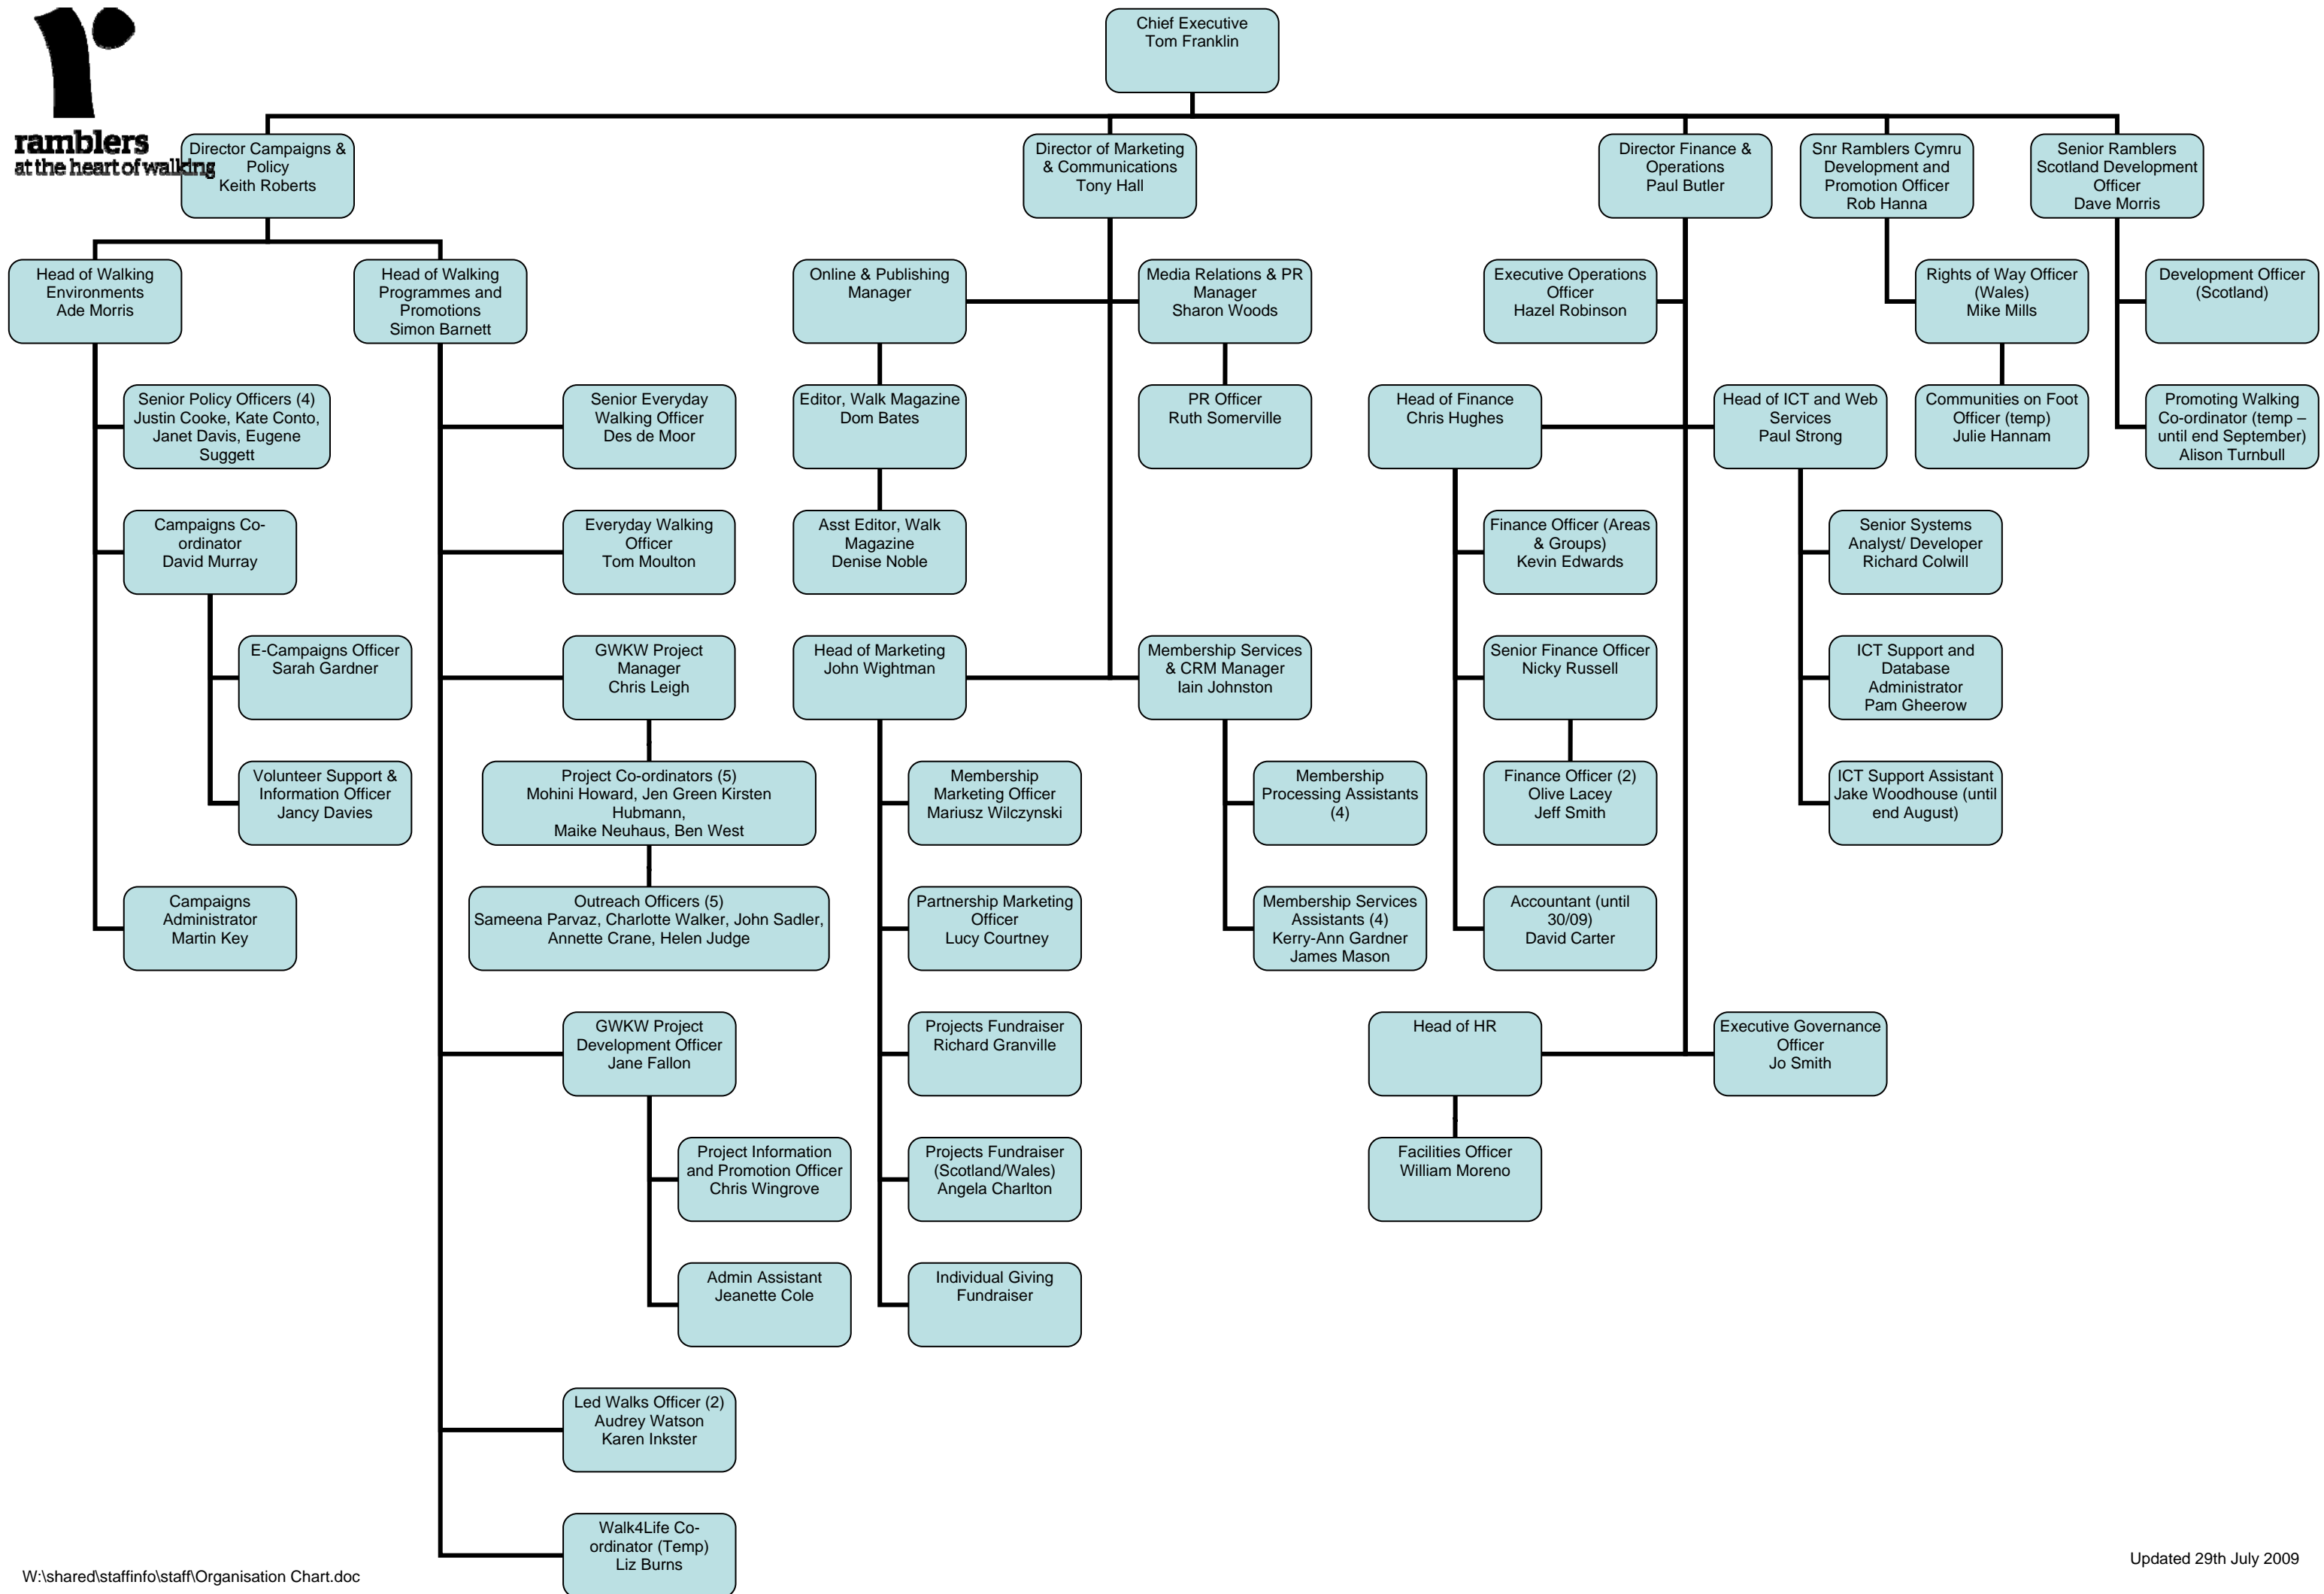 ramblers
at the heart of walking
Chief Executive
Tom Franklin
Director Campaigns &
Policy
Keith Roberts
Director of Marketing
& Communications
Tony Hall
Director Finance &
Operations
Paul Butler
Snr Ramblers Cymru
Development and
Promotion Officer
Rob Hanna
Senior Ramblers
Scotland Development
Officer
Dave Morris
Head of Walking
Environments
Ade Morris
Head of Walking
Programmes and
Promotions
Simon Barnett
Online & Publishing
Manager
Media Relations & PR
Manager
Sharon Woods
Executive Operations
Officer
Hazel Robinson
Rights of Way Officer
(Wales)
Mike Mills
Development Officer
(Scotland)
Senior Policy Officers (4)
Justin Cooke, Kate Conto,
Janet Davis, Eugene
Suggett
Senior Everyday
Walking Officer
Des de Moor
Editor, Walk Magazine
Dom Bates
PR Officer
Ruth Somerville
Head of Finance
Chris Hughes
Head of ICT and Web
Services
Paul Strong
Communities on Foot
Officer (temp)
Julie Hannam
Promoting Walking
Co-ordinator (temp –
until end September)
Alison Turnbull
Campaigns Co-
ordinator
David Murray
Everyday Walking
Officer
Tom Moulton
Asst Editor, Walk
Magazine
Denise Noble
Finance Officer (Areas
& Groups)
Kevin Edwards
Senior Systems
Analyst/ Developer
Richard Colwill
E-Campaigns Officer
Sarah Gardner
GWKW Project
Manager
Chris Leigh
Head of Marketing
John Wightman
Membership Services
& CRM Manager
Iain Johnston
Senior Finance Officer
Nicky Russell
ICT Support and
Database
Administrator
Pam Gheerow
Volunteer Support &
Information Officer
Jancy Davies
Project Co-ordinators (5)
Mohini Howard, Jen Green Kirsten
Hubmann,
Maike Neuhaus, Ben West
Membership
Marketing Officer
Mariusz Wilczynski
Membership
Processing Assistants
(4)
Finance Officer (2)
Olive Lacey
Jeff Smith
ICT Support Assistant
Jake Woodhouse (until
end August)
Campaigns
Administrator
Martin Key
Outreach Officers (5)
Sameena Parvaz, Charlotte Walker, John Sadler,
Annette Crane, Helen Judge
Partnership Marketing
Officer
Lucy Courtney
Membership Services
Assistants (4)
Kerry-Ann Gardner
James Mason
Accountant (until
30/09)
David Carter
GWKW Project
Development Officer
Jane Fallon
Projects Fundraiser
Richard Granville
Head of HR
Executive Governance
Officer
Jo Smith
Project Information
and Promotion Officer
Chris Wingrove
Projects Fundraiser
(Scotland/Wales)
Angela Charlton
Facilities Officer
William Moreno
Admin Assistant
Jeanette Cole
Individual Giving
Fundraiser
Led Walks Officer (2)
Audrey Watson
Karen Inkster
Walk4Life Co-
ordinator (Temp)
Liz Burns
W:\shared\staffinfo\staff\Organisation Chart.doc
Updated 29th July 2009